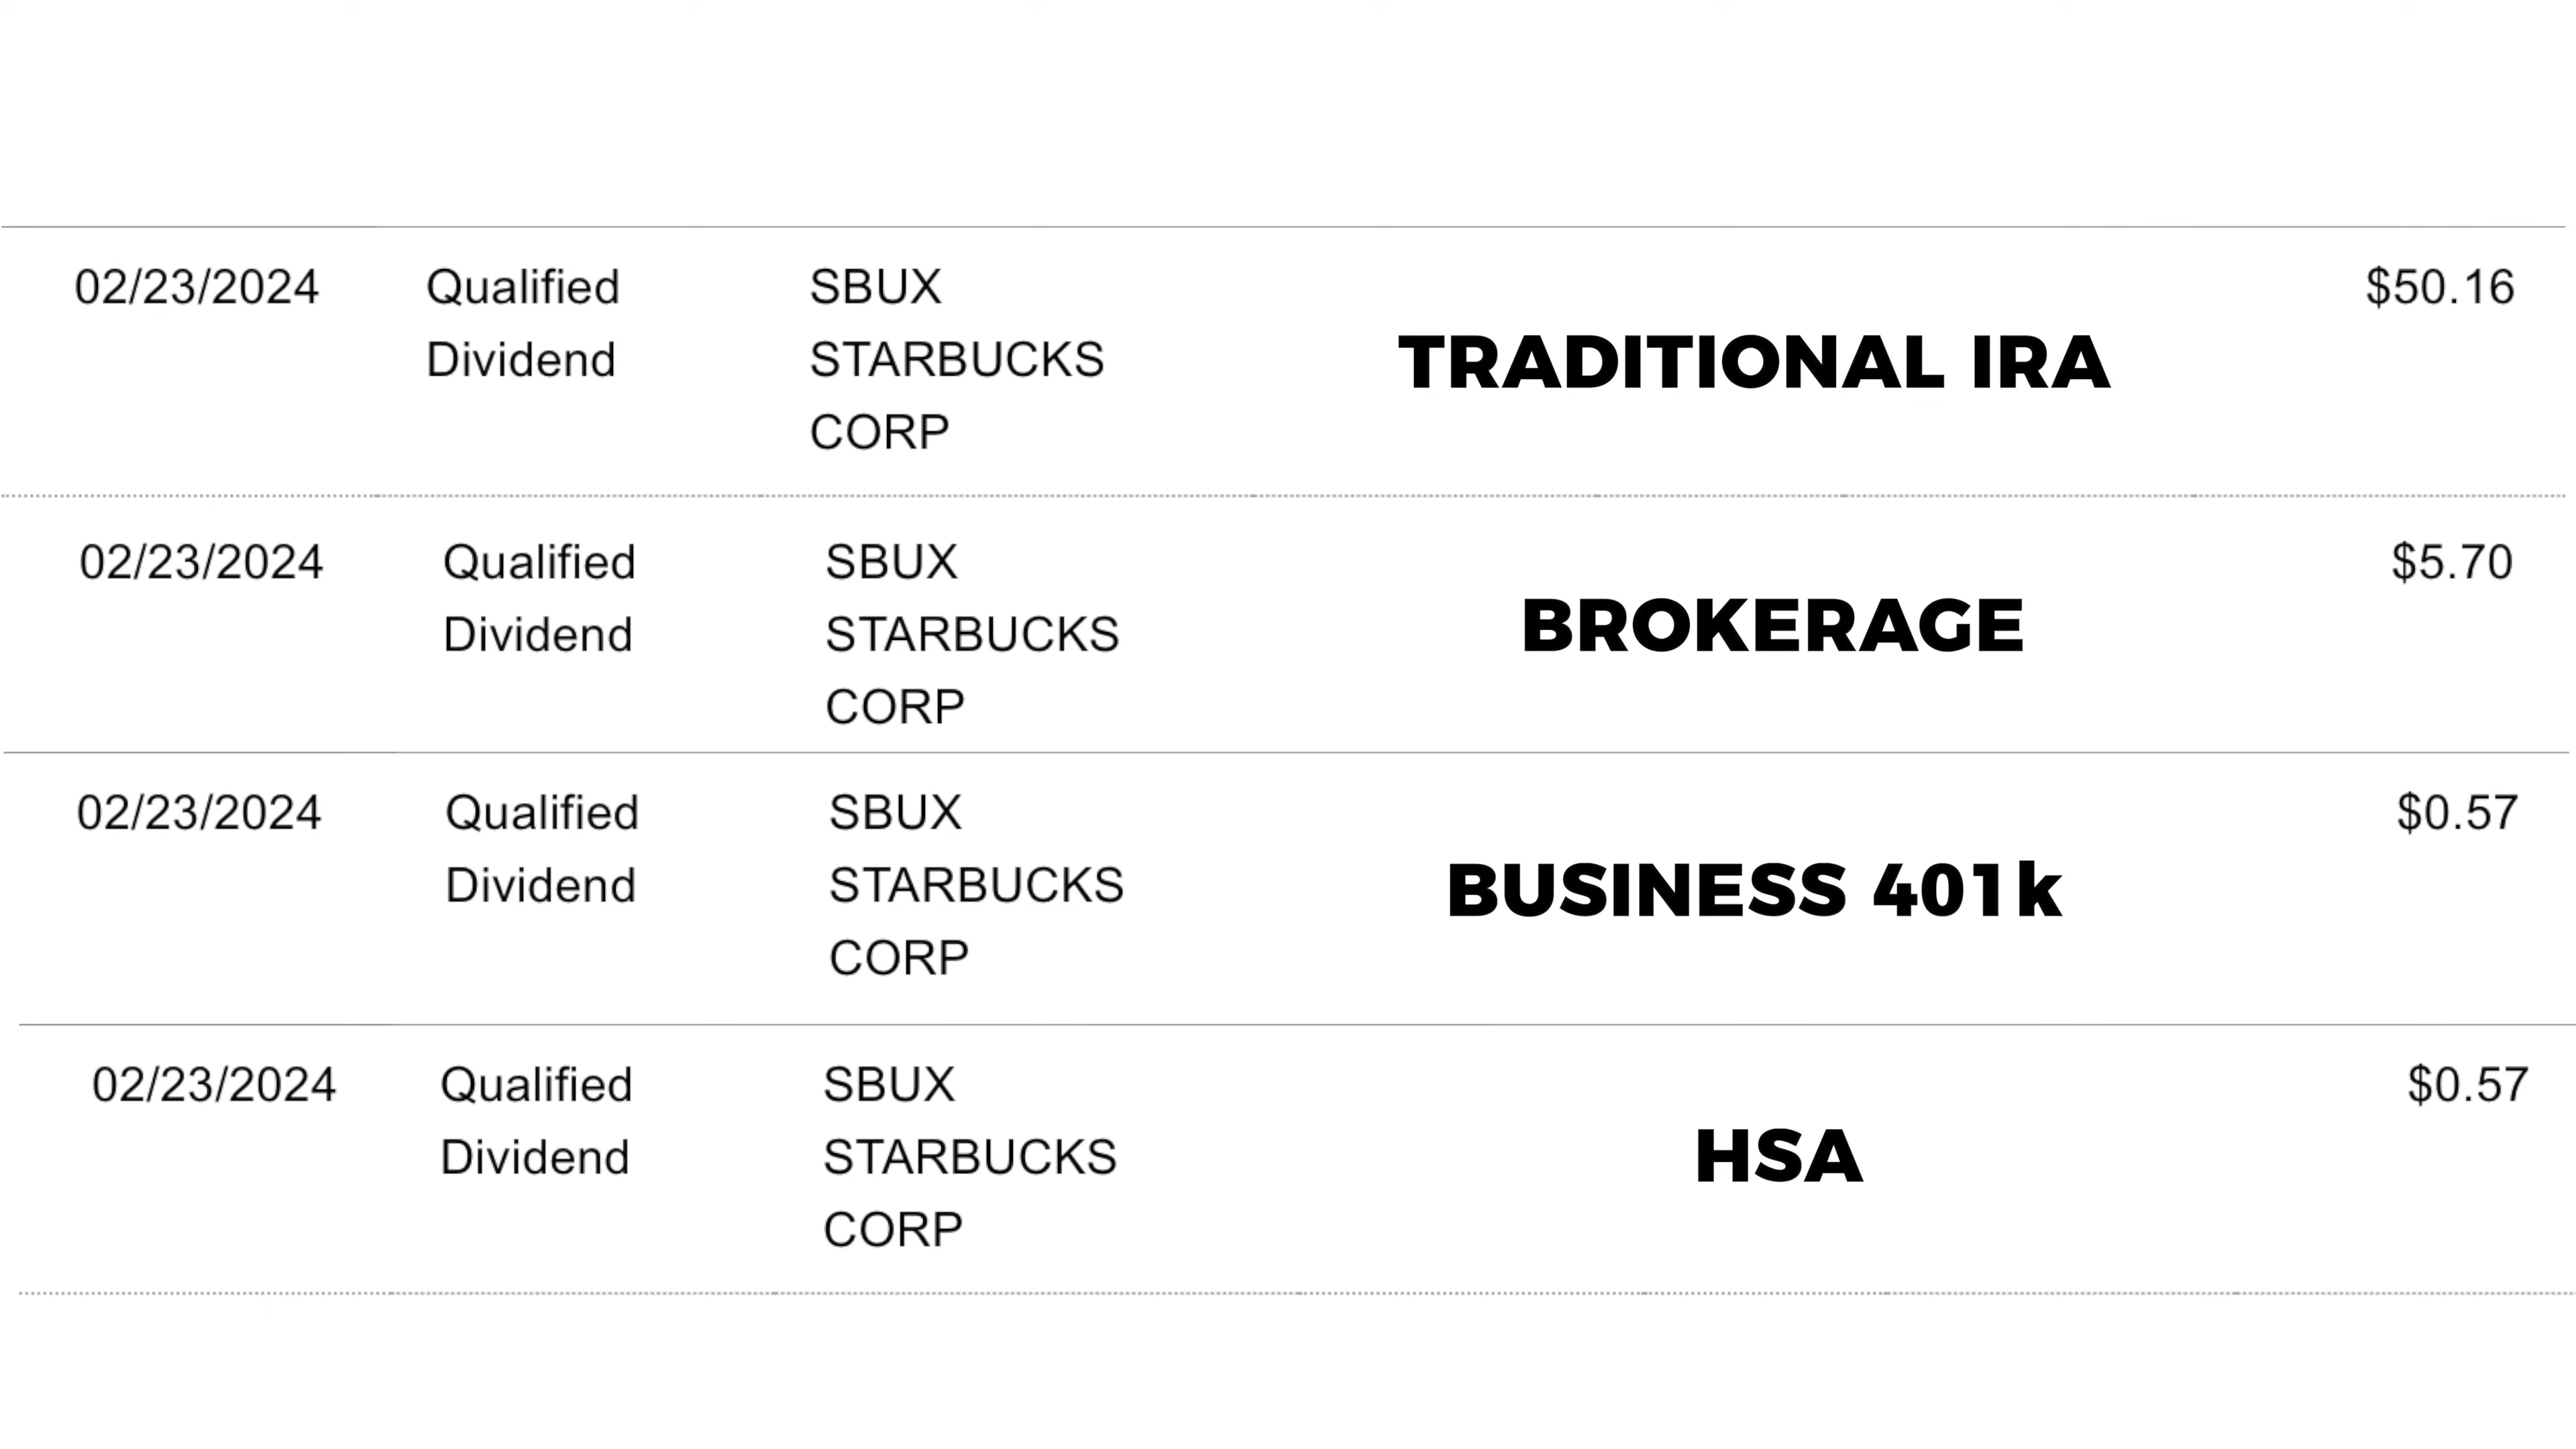 02/23/2024 Qualified SBUX $50.16
Dividend STARBUCKS TRADITIONAL IRA
CORP
02/23/2024 Qualified SBUX $5.70
Dividend STARBUCKS BROKERAGE
CORP
02/23/2024 Qualified SBUX $0.57
Dividend STARBUCKS BUSINESS 401k
CORP
02/23/2024 Qualified SBUX $0.57
Dividend STARBUCKS HSA
CORP